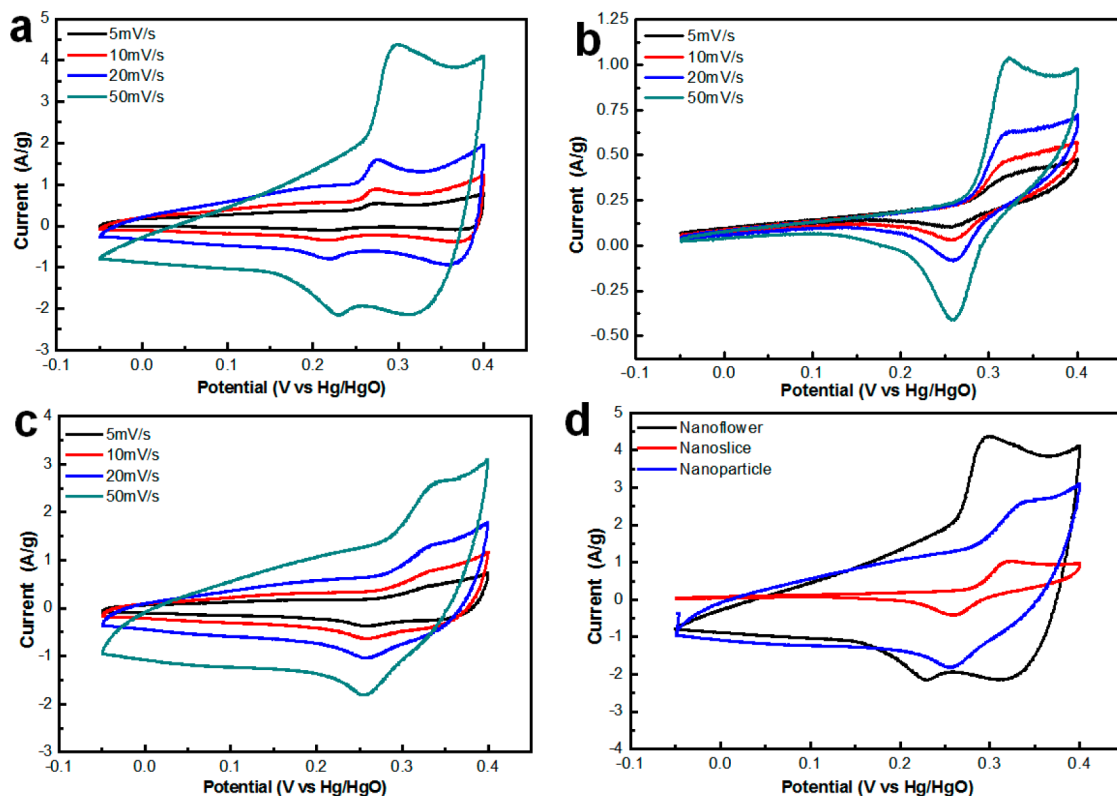 a
5mV/s
10mV/s
20mV/s
50mV/s
Current (A/g)
5
4
3
2
1
0
-1
-2
-3
-0.1 0.0 0.1 0.2 0.3 0.4
Potential (V vs Hg/HgO)
b
5mV/s
10mV/s
20mV/s
50mV/s
Current (A/g)
1.25
1.00
0.75
0.50
0.25
0.00
-0.25
-0.50
-0.1 0.0 0.1 0.2 0.3 0.4
Potential (V vs Hg/HgO)
c
5mV/s
10mV/s
20mV/s
50mV/s
Current (A/g)
4
3
2
1
0
-1
-2
-3
-0.1 0.0 0.1 0.2 0.3 0.4
Potential (V vs Hg/HgO)
d
Nanoflower
Nanoslice
Nanoparticle
Current (A/g)
5
4
3
2
1
0
-1
-2
-3
-4
-0.1 0.0 0.1 0.2 0.3 0.4
Potential (V vs Hg/HgO)